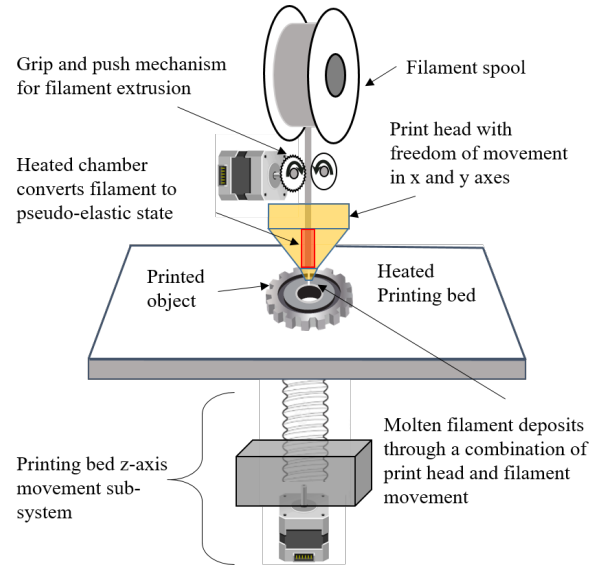 Grip and push mechanism
for filament extrusion
Filament spool
Print head with
freedom of movement
in x and y axes
Heated chamber
converts filament to
pseudo-elastic state
Printed
object
Heated
Printing bed
Molten filament deposits
through a combination of
print head and filament
movement
Printing bed z-axis
movement sub-
system